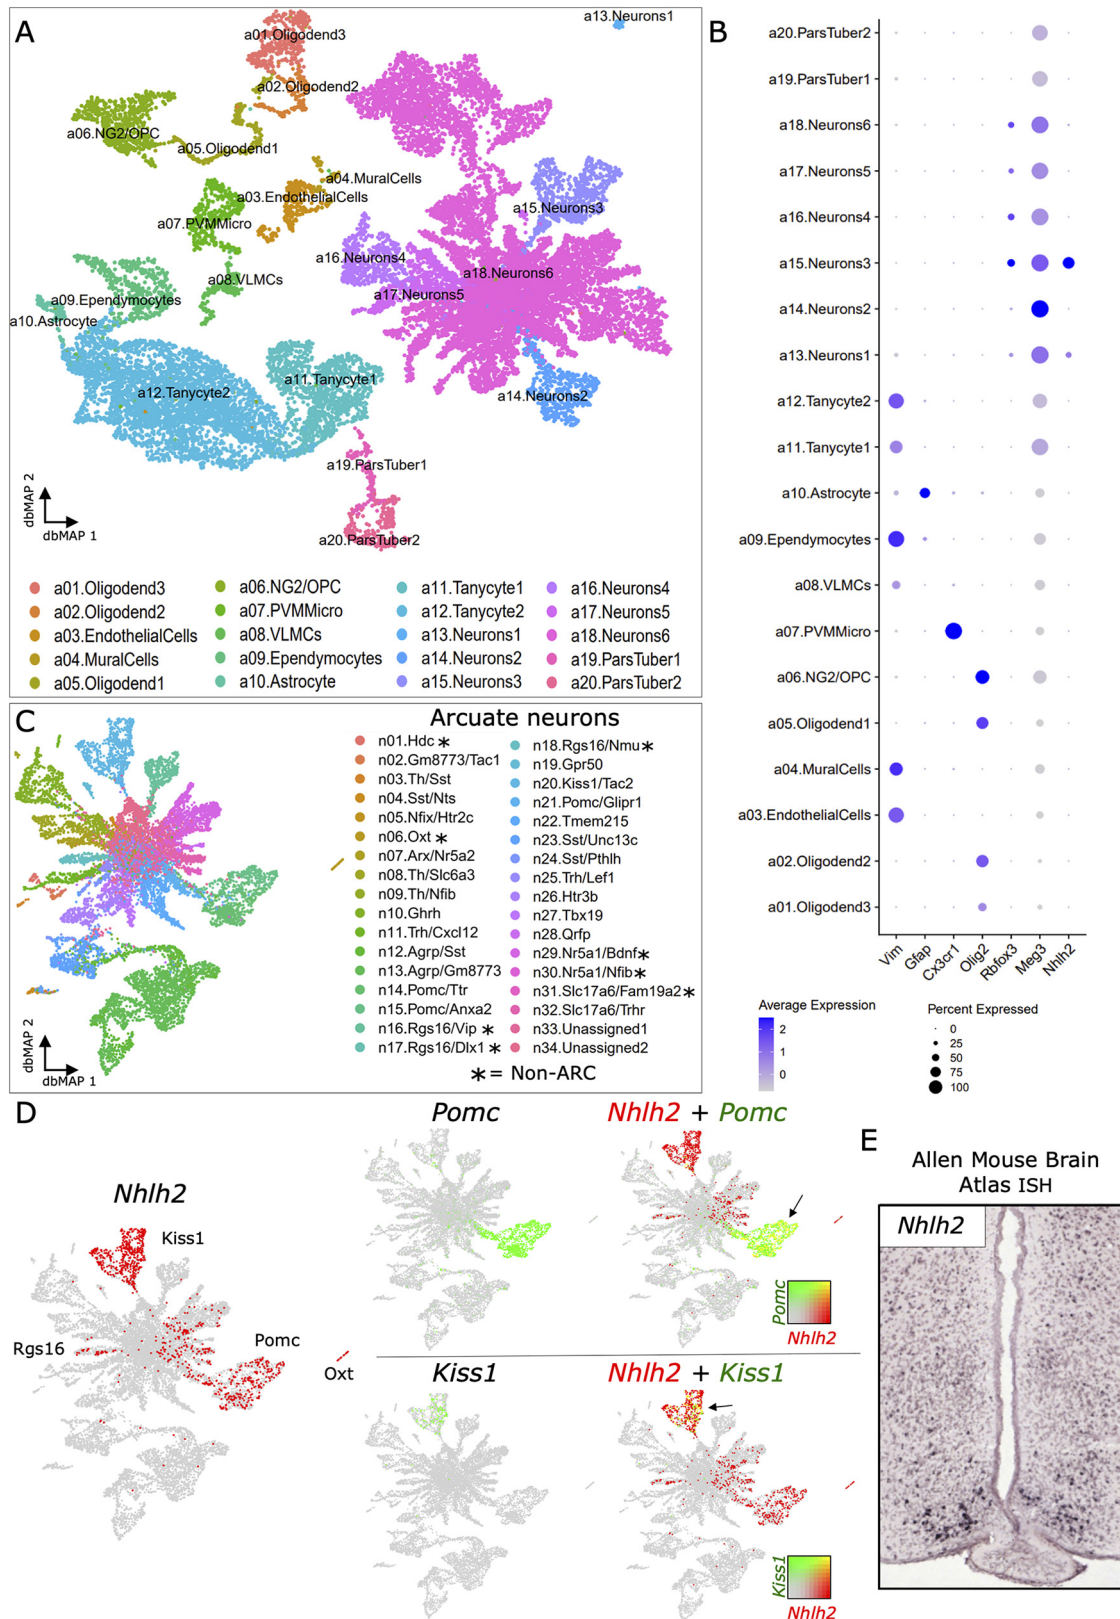 A
a01.Oligodend3
a13.Neurons1
a02.Oligodend2
a06.NG2/OPC
a05.Oligodend1
a04.MuralCells
a03.EndothelialCells
a15.Neurons3
a07.PVMMicro
a16.Neurons4
a18.Neurons6
a08.VLMCs
a17.Neurons5
a09.Ependymocytes
a10.Astrocyte
a11.Tanycyte1
a12.Tanycyte2
a14.Neurons2
a19.ParsTuber1
a20.ParsTuber2
dbMAP 2
dbMAP 1
a01.Oligodend3
a02.Oligodend2
a03.EndothelialCells
a04.MuralCells
a05.Oligodend1
a06.NG2/OPC
a07.PVMMicro
a08.VLMCs
a09.Ependymocytes
a10.Astrocyte
a11.Tanycyte1
a12.Tanycyte2
a13.Neurons1
a14.Neurons2
a15.Neurons3
a16.Neurons4
a17.Neurons5
a18.Neurons6
a19.ParsTuber1
a20.ParsTuber2
B
a20.ParsTuber2
a19.ParsTuber1
a18.Neurons6
a17.Neurons5
a16.Neurons4
a15.Neurons3
a14.Neurons2
a13.Neurons1
a12.Tanycyte2
a11.Tanycyte1
a10.Astrocyte
a09.Ependymocytes
a08.VLMCs
a07.PVMMicro
a06.NG2/OPC
a05.Oligodend1
a04.MuralCells
a03.EndothelialCells
a02.Oligodend2
a01.Oligodend3
Vim
Gfap
Cx3cr1
Olig2
Rbfox3
Meg3
Nhlh2
Average Expression
2
1
0
Percent Expressed
0
25
50
75
100
C
Arcuate neurons
n01.Hdc *
n02.Gm8773/Tac1
n03.Th/Sst
n04.Sst/Nts
n05.Nfix/Htr2c
n06.Oxt *
n07.Arx/Nr5a2
n08.Th/Slc6a3
n09.Th/Nfib
n10.Ghrh
n11.Trh/Cxcl12
n12.Agrp/Sst
n13.Agrp/Gm8773
n14.Pomc/Ttr
n15.Pomc/Anxa2
n16.Rgs16/Vip *
n17.Rgs16/Dlx1 *
n18.Rgs16/Nmu *
n19.Gpr50
n20.Kiss1/Tac2
n21.Pomc/Glipr1
n22.Tmem215
n23.Sst/Unc13c
n24.Sst/Pthlh
n25.Trh/Lef1
n26.Htr3b
n27.Tbx19
n28.Qrfp
n29.Nr5a1/Bdnf *
n30.Nr5a1/Nfib *
n31.Slc17a6/Fam19a2 *
n32.Slc17a6/Trhr
n33.Unassigned1
n34.Unassigned2
* = Non-ARC
dbMAP 2
dbMAP 1
D
Nhlh2
Kiss1
Rgs16
Pomc
Oxt
Pomc
Nhlh2 + Pomc
Pomc
Nhlh2
Kiss1
Nhlh2 + Kiss1
Kiss1
Nhlh2
E
Allen Mouse Brain
Atlas ISH
Nhlh2